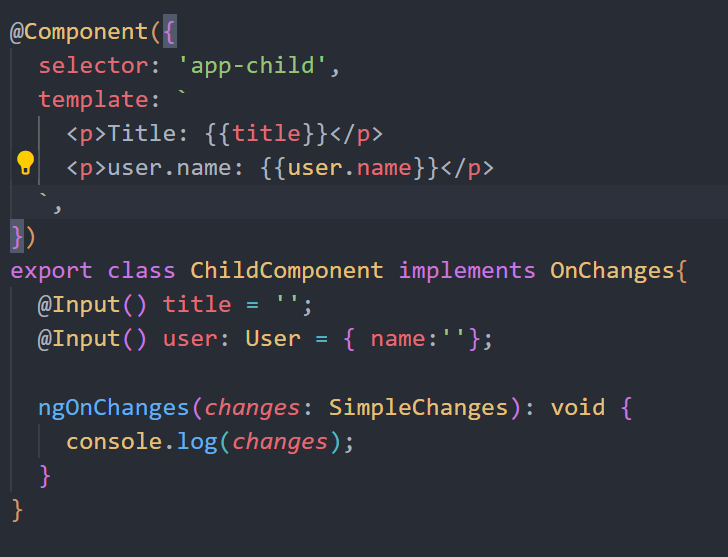 @Component({
  selector: 'app-child',
  template: `
    <p>Title: {{title}}</p>
    <p>user.name: {{user.name}}</p>
  `,
})
export class ChildComponent implements OnChanges{
  @Input() title = '';
  @Input() user: User = { name:''};

  ngOnChanges(changes: SimpleChanges): void {
    console.log(changes);
  }
}